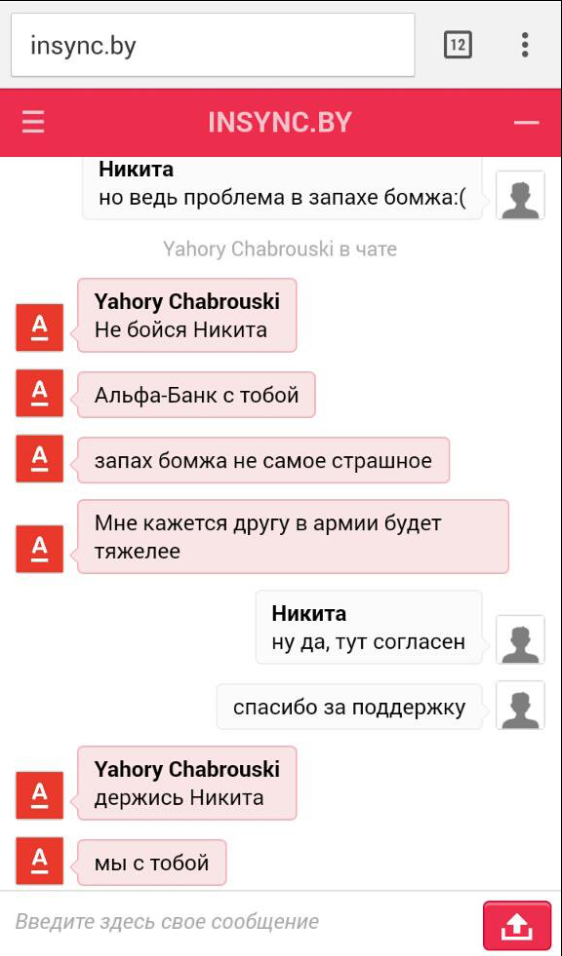 insync.by
12
INSYNC.BY
Никита
но ведь проблема в запахе бомжа:(
Yahory Chabrouski в чате
Yahory Chabrouski
Не бойся Никита
А
Альфа-Банк с тобой
А
запах бомжа не самое страшное
А
Мне кажется другу в армии будет
тяжелее
А
Никита
ну да, тут согласен
спасибо за поддержку
Yahory Chabrouski
держись Никита
А
мы с тобой
А
Введите здесь свое сообщение